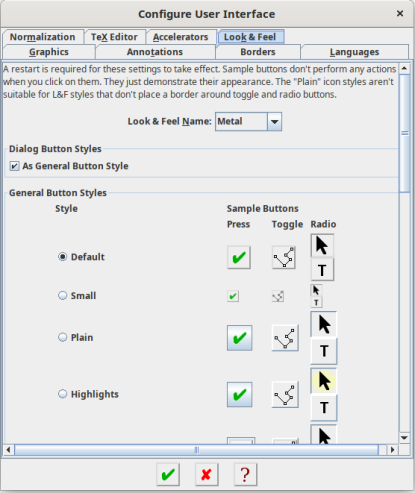 Configure User Interface
×
Normalization TeX Editor Accelerators Look & Feel
Graphics Annotations Borders Languages
A restart is required for these settings to take effect. Sample buttons don't perform any actions
when you click on them. They just demonstrate their appearance. The "Plain" icon styles aren't
suitable for L&F styles that don't place a border around toggle and radio buttons.
Look & Feel Name: Metal
Dialog Button Styles
As General Button Style
General Button Styles
Style Sample Buttons
Press Toggle Radio
Default
T
Small
T
Plain
T
Highlights
T
?